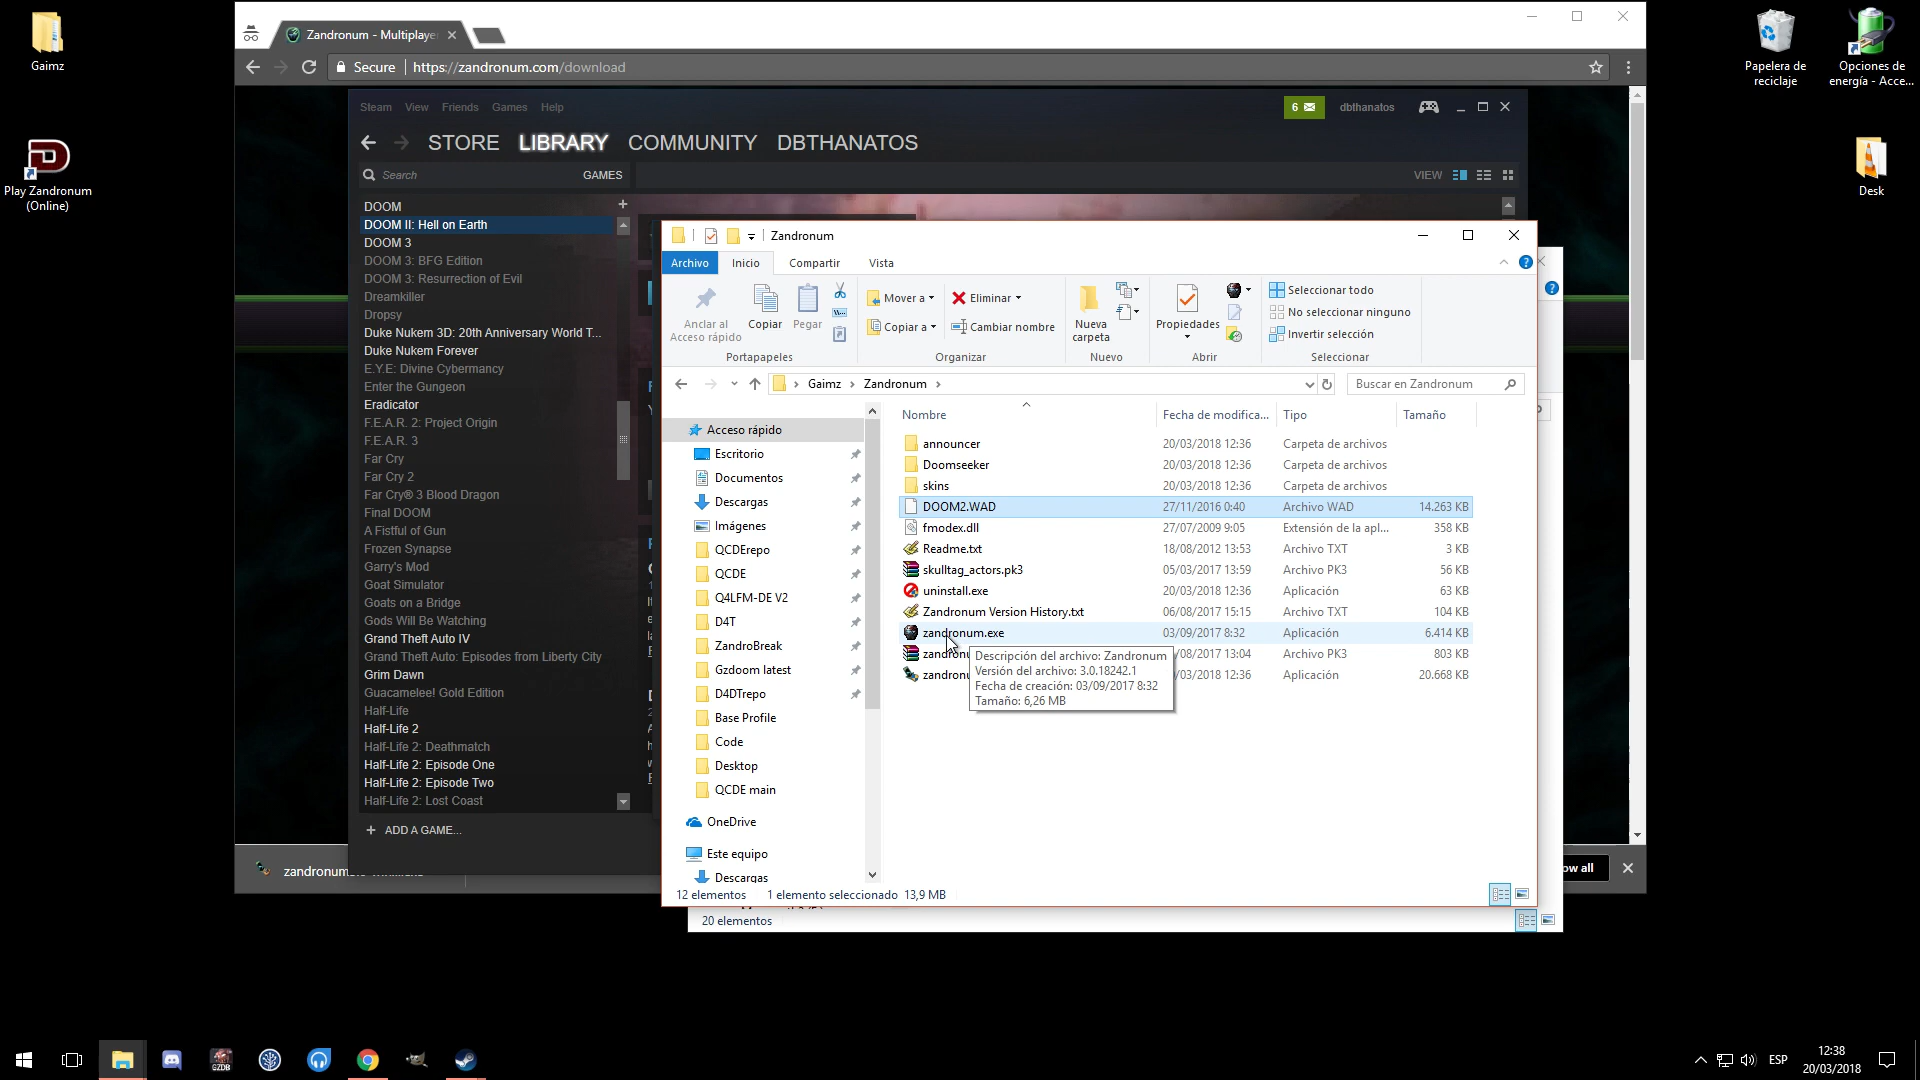 Gaimz
Play Zandronum
(Online)
Papelera de
reciclaje
Opciones de
energía - Acce...
Desk
Zandronum - Multiplaye
Secure
https://zandronum.com/download
Steam View Friends Games Help
6
dbthanatos
STORE LIBRARY COMMUNITY DBTHANATOS
Search
GAMES
VIEW
DOOM
DOOM II: Hell on Earth
DOOM 3
DOOM 3: BFG Edition
DOOM 3: Resurrection of Evil
Dreamkiller
Dropsy
Duke Nukem 3D: 20th Anniversary World T...
Duke Nukem Forever
E.Y.E: Divine Cybermancy
Enter the Gungeon
Eradicator
F.E.A.R. 2: Project Origin
F.E.A.R. 3
Far Cry
Far Cry 2
Far Cry® 3 Blood Dragon
Final DOOM
A Fistful of Gun
Frozen Synapse
Garry's Mod
Goat Simulator
Goats on a Bridge
Gods Will Be Watching
Grand Theft Auto IV
Grand Theft Auto: Episodes from Liberty City
Grim Dawn
Guacamelee! Gold Edition
Half-Life
Half-Life 2
Half-Life 2: Deathmatch
Half-Life 2: Episode One
Half-Life 2: Episode Two
Half-Life 2: Lost Coast
+ ADD A GAME...
Zandronum
Archivo Inicio Compartir Vista
Anclar al
Acceso rápido
Copiar
Pegar
Portapapeles
Mover a
Copiar a
Eliminar
Cambiar nombre
Organizar
Nueva
carpeta
Nuevo
Propiedades
Abrir
Seleccionar todo
No seleccionar ninguno
Invertir selección
Seleccionar
Gaimz > Zandronum >
Buscar en Zandronum
Acceso rápido
Escritorio
Documentos
Descargas
Imágenes
QCDErepo
QCDE
Q4LFM-DE V2
D4T
ZandroBreak
Gzdoom latest
D4DTrepo
Base Profile
Code
Desktop
QCDE main
OneDrive
Este equipo
Descargas
Nombre Fecha de modifica... Tipo Tamaño
announcer 20/03/2018 12:36 Carpeta de archivos
Doomseeker 20/03/2018 12:36 Carpeta de archivos
skins 20/03/2018 12:36 Carpeta de archivos
DOOM2.WAD 27/11/2016 0:40 Archivo WAD 14.263 KB
fmodex.dll 27/07/2009 9:05 Extensión de la apl... 358 KB
Readme.txt 18/08/2012 13:53 Archivo TXT 3 KB
skulltag_actors.pk3 05/03/2017 13:59 Archivo PK3 56 KB
uninstall.exe 20/03/2018 12:36 Aplicación 63 KB
Zandronum Version History.txt 06/08/2017 15:15 Archivo TXT 104 KB
zandronum.exe 03/09/2017 8:32 Aplicación 6.414 KB
zandronu /08/2017 13:04 Archivo PK3 803 KB
zandronu /03/2018 12:36 Aplicación 20.668 KB
Descripción del archivo: Zandronum
Versión del archivo: 3.0.18242.1
Fecha de creación: 03/09/2017 8:32
Tamaño: 6,26 MB
12 elementos 1 elemento seleccionado 13,9 MB
20 elementos
zandronum
ow all
GZDB
ESP
12:38
20/03/2018